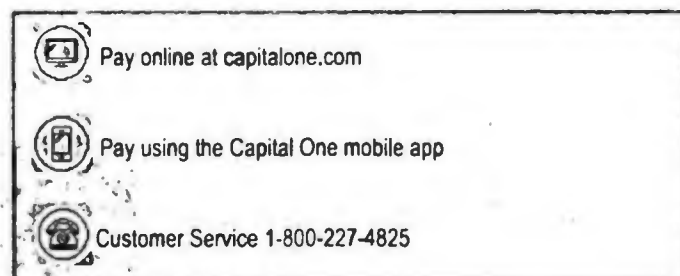 Pay online at capitalone.com
Pay using the Capital One mobile app
Customer Service 1-800-227-4825